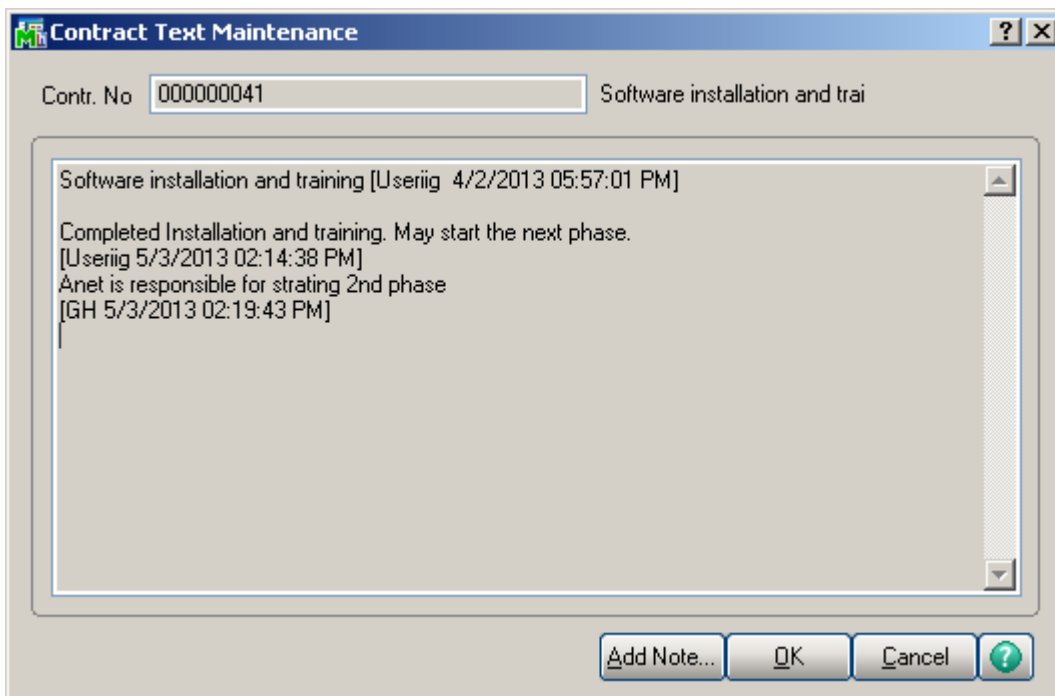 Contract Text Maintenance
Contr. No 000000041 Software installation and trai
Software installation and training [Useriig 4/2/2013 05:57:01 PM]
Completed Installation and training. May start the next phase.
[Useriig 5/3/2013 02:14:38 PM]
Anet is responsible for strating 2nd phase
[GH 5/3/2013 02:19:43 PM]
Add Note... OK Cancel